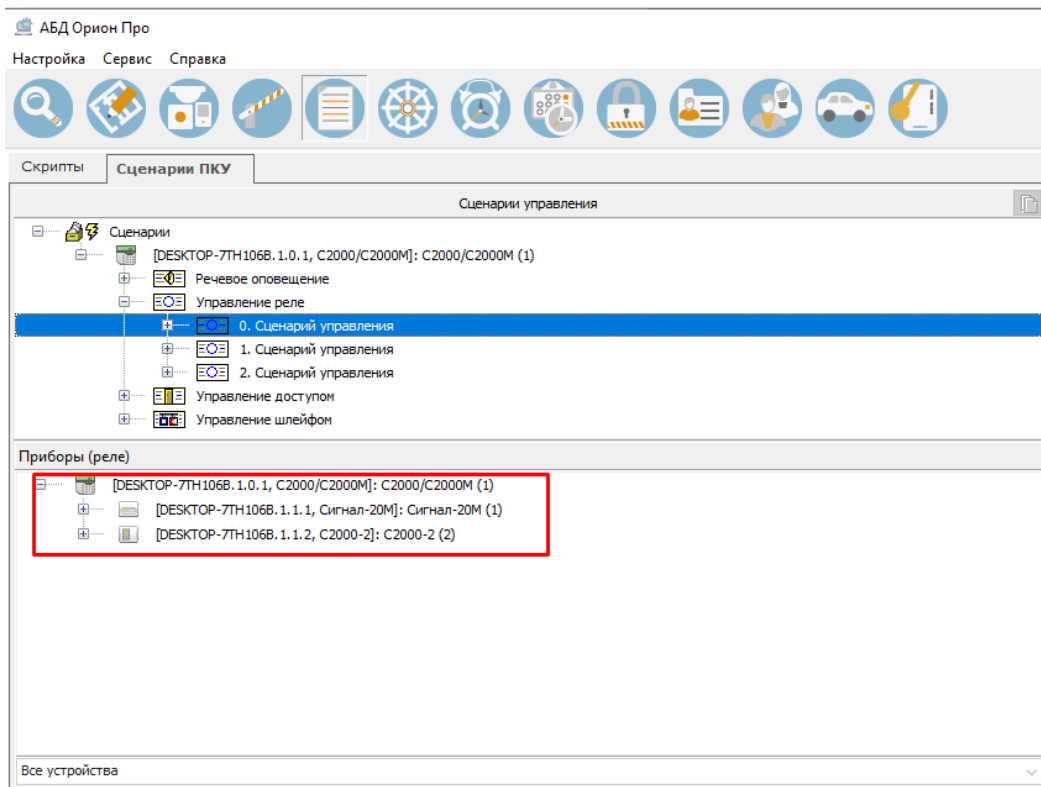 АБД Орион Про
Настройка Сервис Справка
Скрипты Сценарии ПКУ
Сценарии управления
Сценарии
[DESKTOP-7TH106B.1.0.1, С2000/С2000М]: С2000/С2000М (1)
Речевое оповещение
Управление реле
0. Сценарий управления
1. Сценарий управления
2. Сценарий управления
Управление доступом
Управление шлейфом
Приборы (реле)
[DESKTOP-7TH106B.1.0.1, С2000/С2000М]: С2000/С2000М (1)
[DESKTOP-7TH106B.1.1.1, Сигнал-20М]: Сигнал-20М (1)
[DESKTOP-7TH106B.1.1.2, С2000-2]: С2000-2 (2)
Все устройства